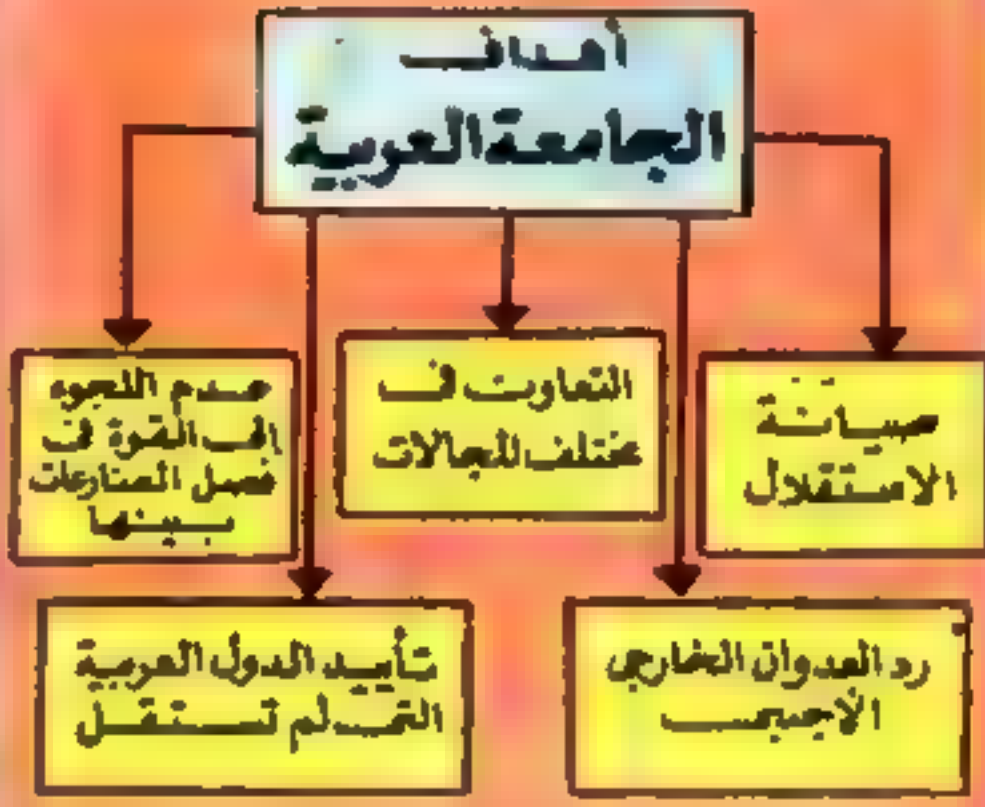 أهداف
الجامعة العربية
صيانة
الاستقلال
التعاون في
مختلف المجالات
عدم اللجوء
الى القوة في
فصل المنازعات
بينها
رد العدوان الخارجي
الأجنبي
تأييد الدول العربية
التي لم تستقل